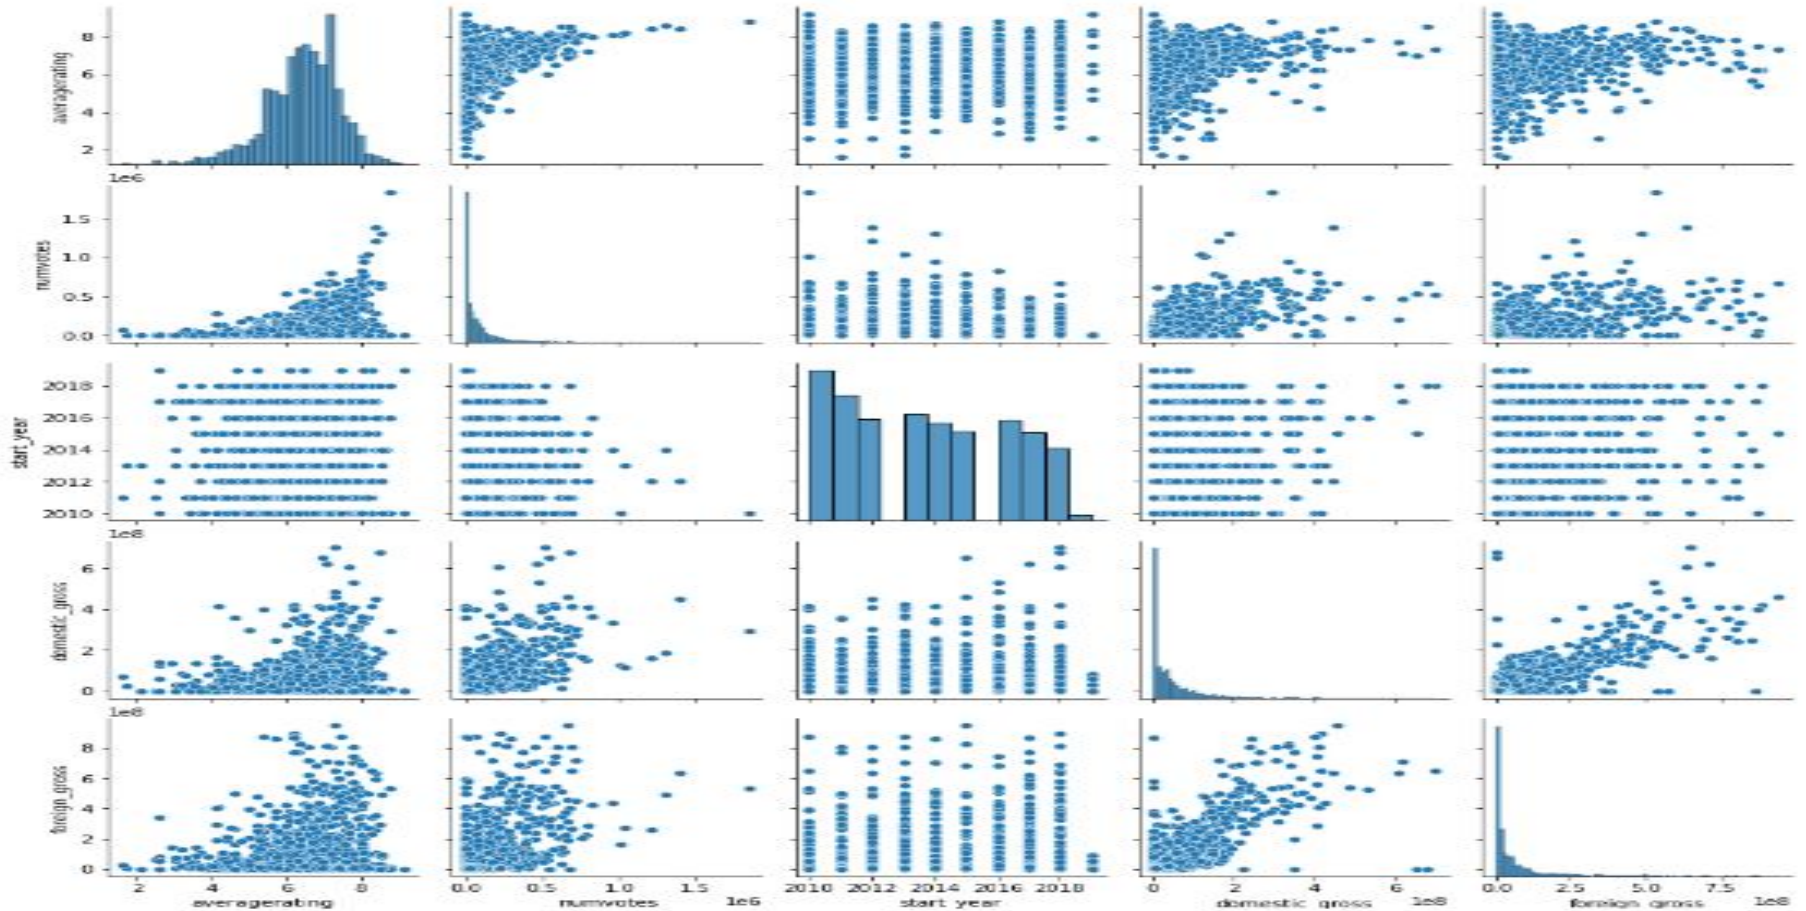 averagerating
8
6
4
2
1e6
numvotes
1.5
1.0
0.5
0.0
start_year
2018
2016
2014
2012
2010
1e8
domestic_gross
6
4
2
0
1e8
foreign_gross
8
6
4
2
0
2 4 6 8
averagerating
0.0 0.5 1.0 1.5
numvotes 1e6
2010 2012 2014 2016 2018
start_year
0 2 4 6
domestic_gross 1e8
0.0 2.5 5.0 7.5
foreign_gross 1e8